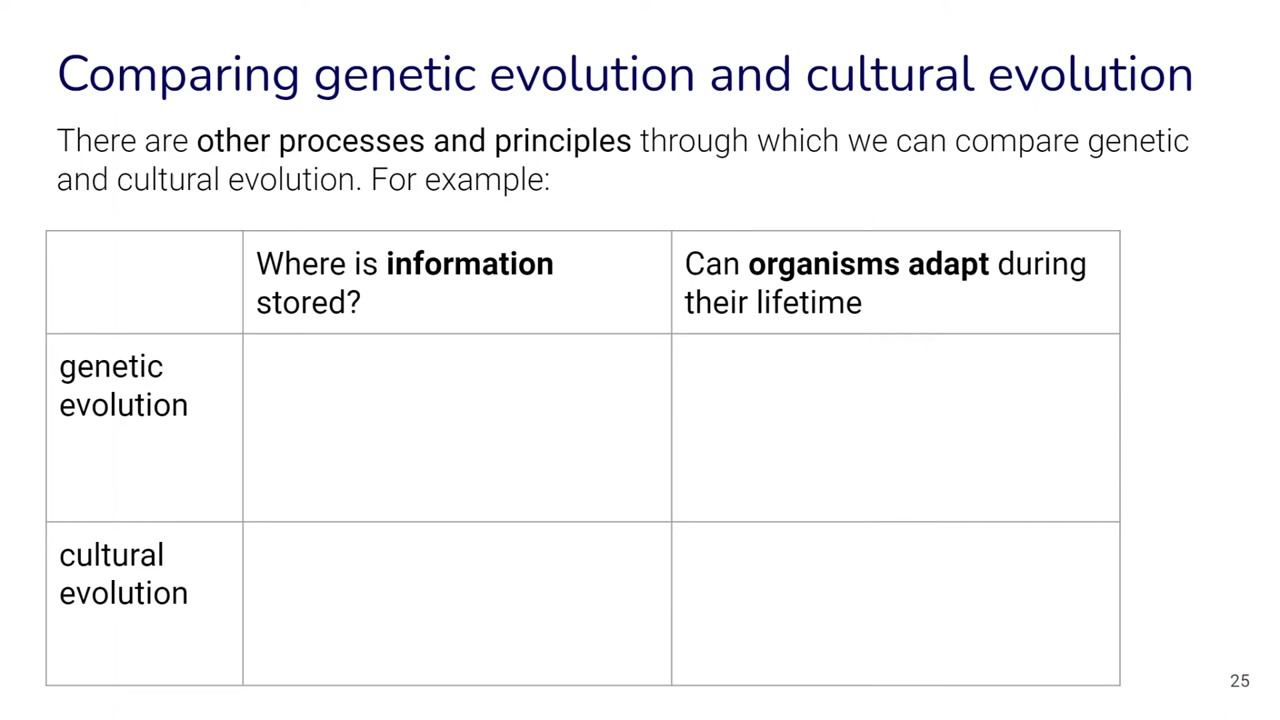 Comparing genetic evolution and cultural evolution
There are other processes and principles through which we can compare genetic
and cultural evolution. For example:
Where is information
stored?
Can organisms adapt during
their lifetime
genetic
evolution
cultural
evolution
25